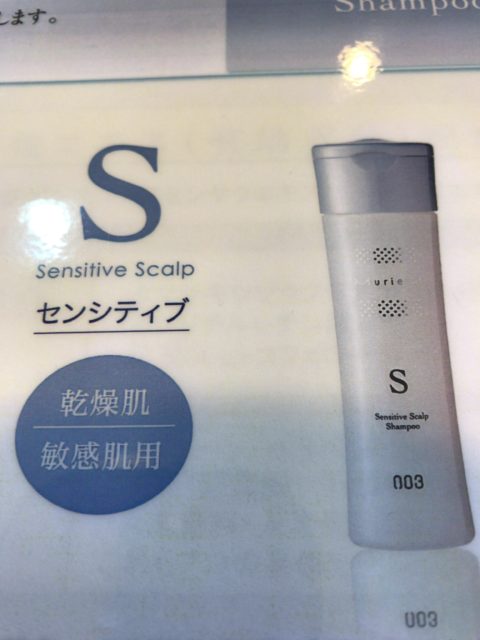 します。
Shampoo
S
Sensitive Scalp
センシティブ
乾燥肌
敏感肌用
urie
S
Sensitive Scalp
Shampoo
003
003